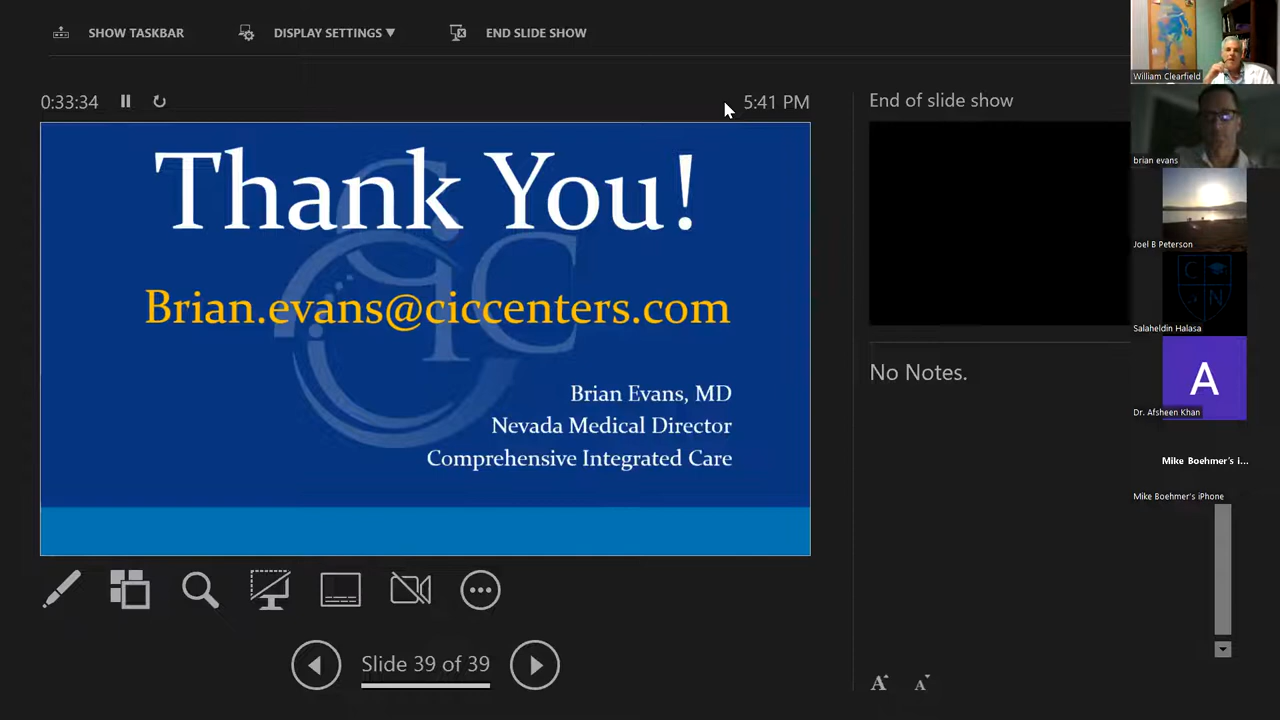 SHOW TASKBAR
DISPLAY SETTINGS ▼
END SLIDE SHOW
0:33:34
5:41 PM
Thank You!
Brian.evans@ciccenters.com
Brian Evans, MD
Nevada Medical Director
Comprehensive Integrated Care
CIC
Slide 39 of 39
End of slide show
No Notes.
A
A
William Clearfield
brian evans
Joel B Peterson
C
N
Salaheldin Halasa
A
Dr. Afsheen Khan
Mike Boehmer's i...
Mike Boehmer's iPhone